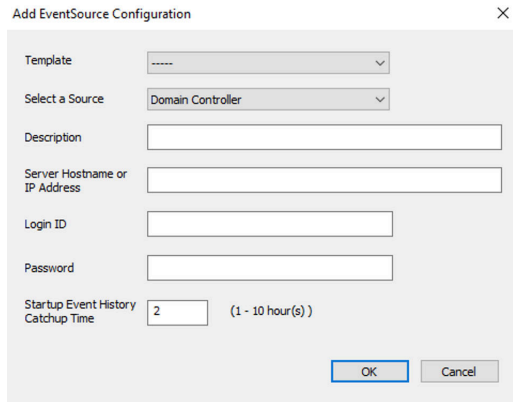 Add EventSource Configuration
Template
-----
Select a Source
Domain Controller
Description
Server Hostname or
IP Address
Login ID
Password
Startup Event History
Catchup Time
2
(1 - 10 hour(s) )
OK
Cancel